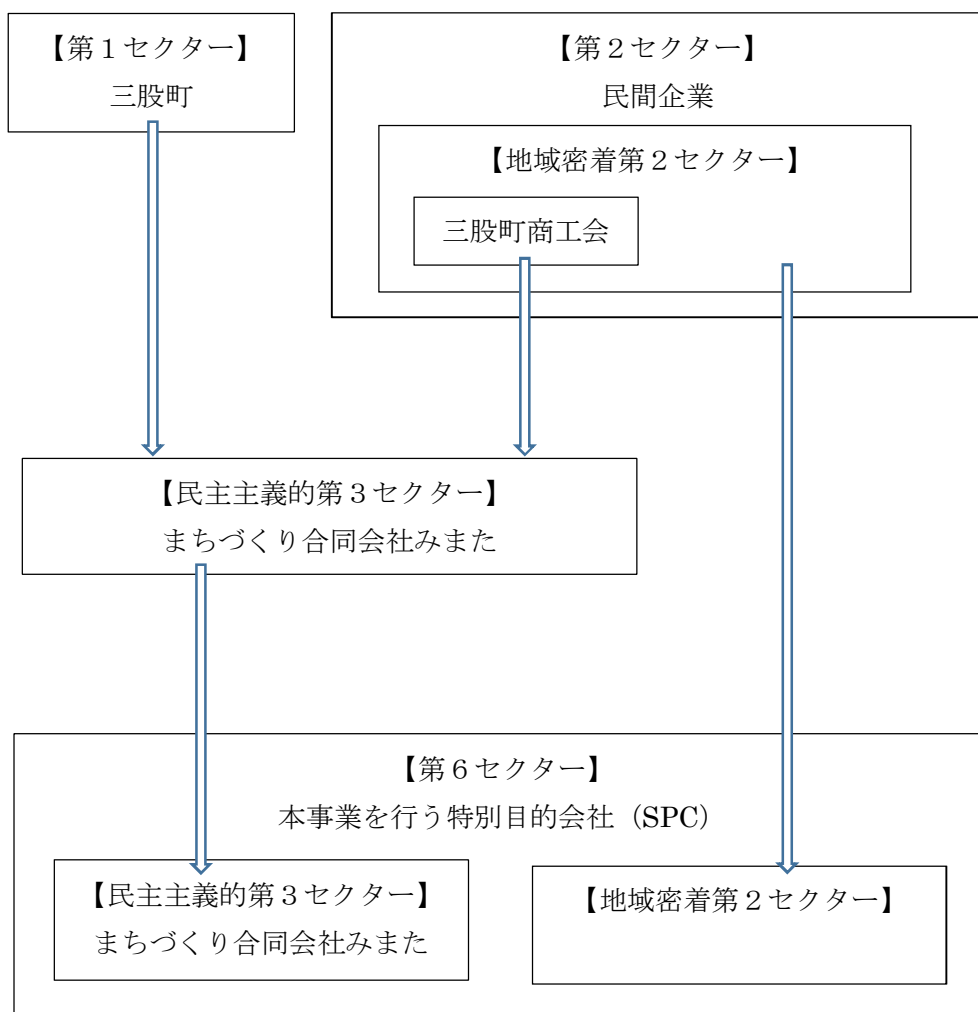 【第１セクター】
三股町
【第２セクター】
民間企業
【地域密着第２セクター】
三股町商工会
【民主主義的第３セクター】
まちづくり合同会社みまた
【第６セクター】
本事業を行う特別目的会社（SPC）
【民主主義的第３セクター】
まちづくり合同会社みまた
【地域密着第２セクター】